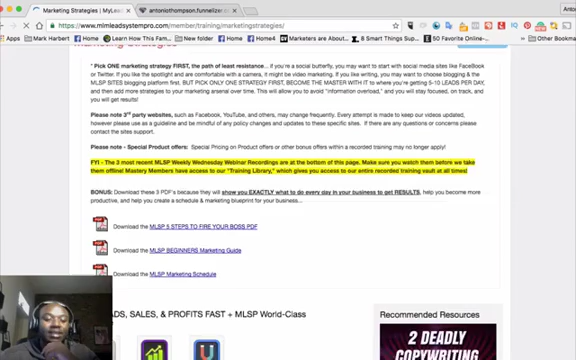 Marketing Strategies | MyLead
antoniothompson.funnelizer
https://www.mlmleadsystempro.com/member/training/marketingstrategies/
Apps
Mark Harbert
Home
Home
Amazon
8 Smart Things Sup
50 Favorite Online
Other
Marketing Strategies
" Pick ONE marketing strategy FIRST, the path of least resistance... if you're a social butterfly, you may want to start with social media sites like FaceBook
or Twitter. If you like the spotlight and are comfortable with a camera, it might be video marketing. If you like writing, you may want to choose blogging & the
MLSP SITES blogging platform first. BUT PICK ONLY ONE STRATEGY FIRST, BECOME THE MASTER WITH IT to where you're getting 5-10 LEADS PER DAY,
and then add more strategies to your marketing arsenal over time. This will allow you to avoid "information overload," and you will stay focused, on track, and
you will get results!
Please note 3rd party websites, such as Facebook, YouTube, and others, may change frequently. Every attempt is made to keep our videos updated,
however please use as a guideline and be mindful of any policy changes and updates to these specific sites. If there are any questions or concerns please
contact the sites support.
Please note - Special Product offers: Special Pricing on Product offers or other bonus offers within a recorded training may no longer apply!
FYI - The 3 most recent MLSP Weekly Wednesday Webinar Recordings are at the bottom of this page. Make sure you watch them before we take
them offline! Mastery Members have access to our "Training Library," which gives you access to our entire recorded training vault at all times!
BONUS: Download these 3 PDF's because they will show you EXACTLY what to do every day in your business to get RESULTS, help you become more
productive, and help you create & marketing blueprint for your business...
Download the MLSP 5 STEPS TO FIRE YOUR BOSS PDF
Download the MLSP BEGINNERS Marketing Guide
Download the MLSP Marketing Schedule
ADS, SALES, & PROFITS FAST + MLSP World-Class
Recommended Resources
2 DEADLY
COPYWRITING